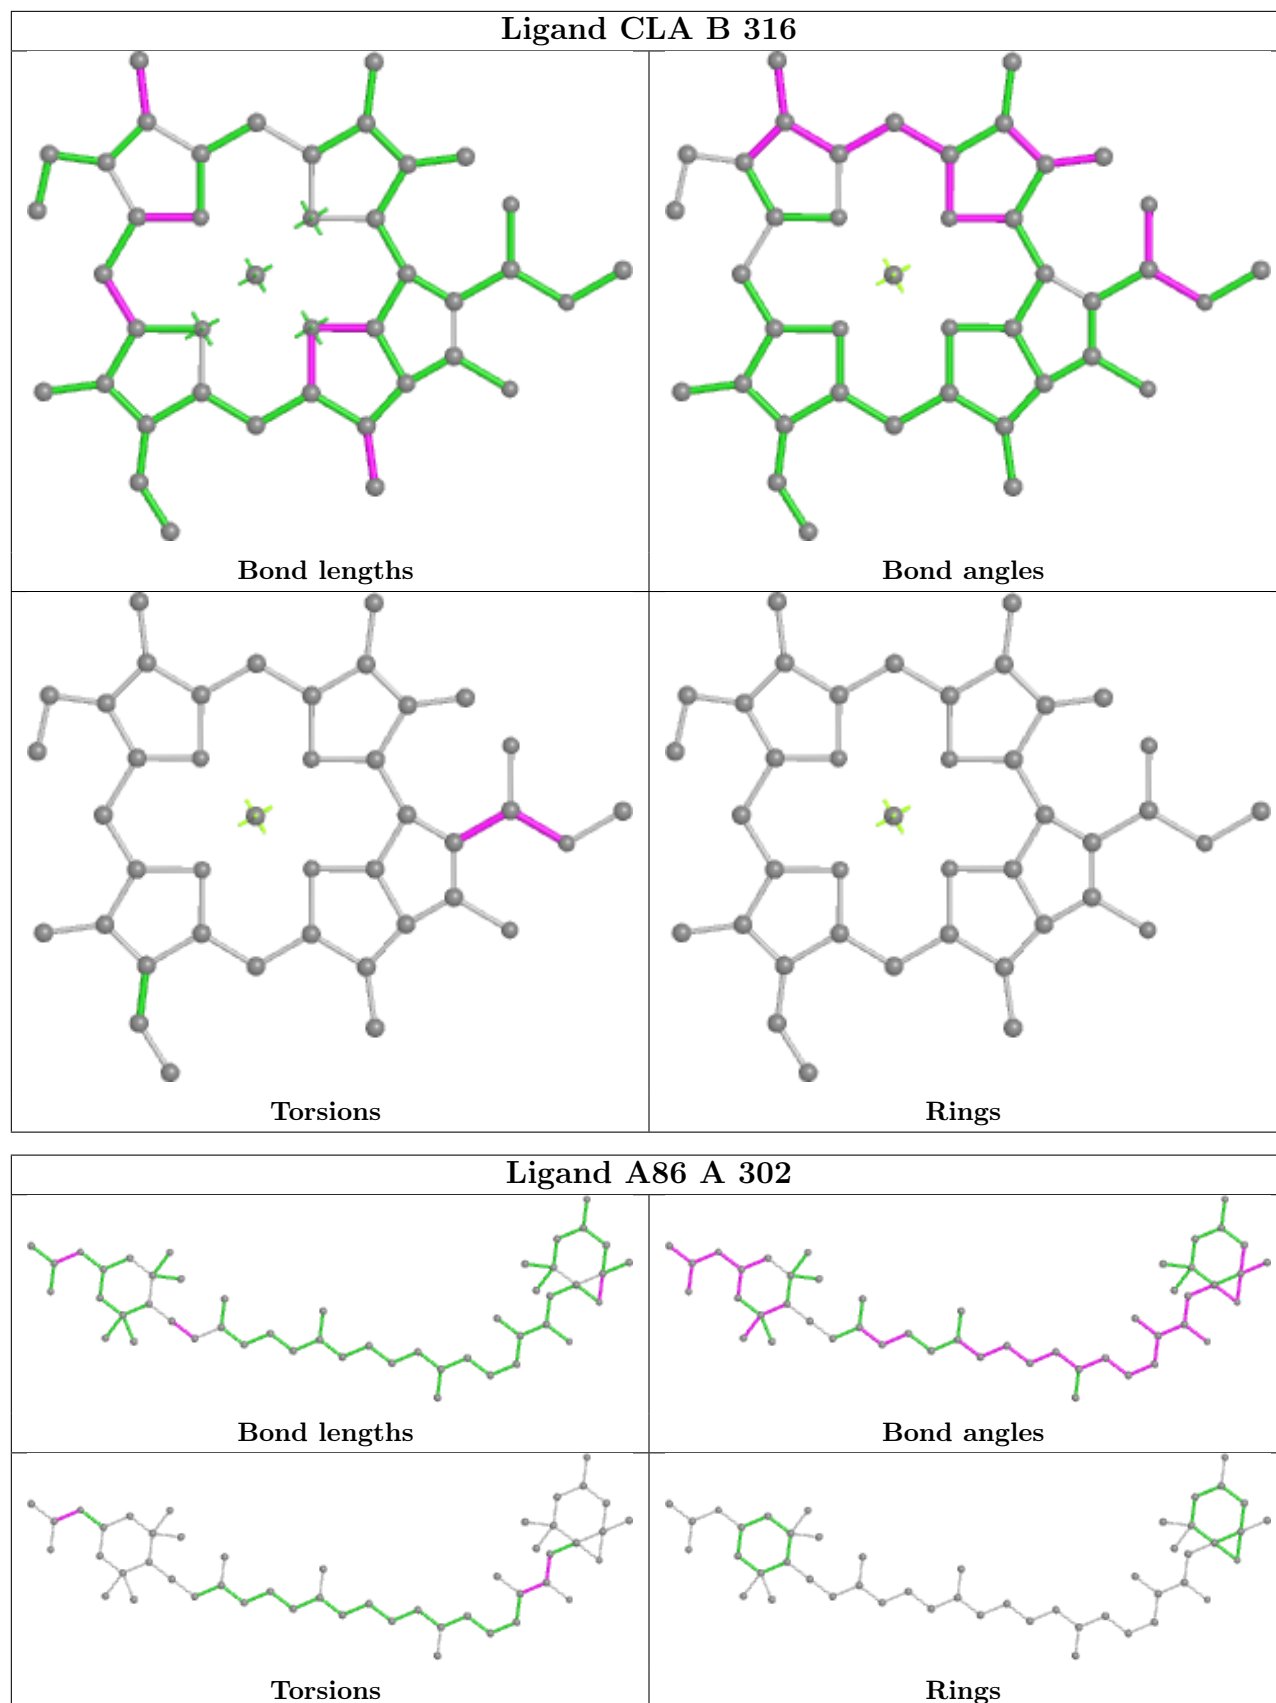 Ligand CLA B 316
Bond lengths
Bond angles
Torsions
Rings
Ligand A86 A 302
Bond lengths
Bond angles
Torsions
Rings